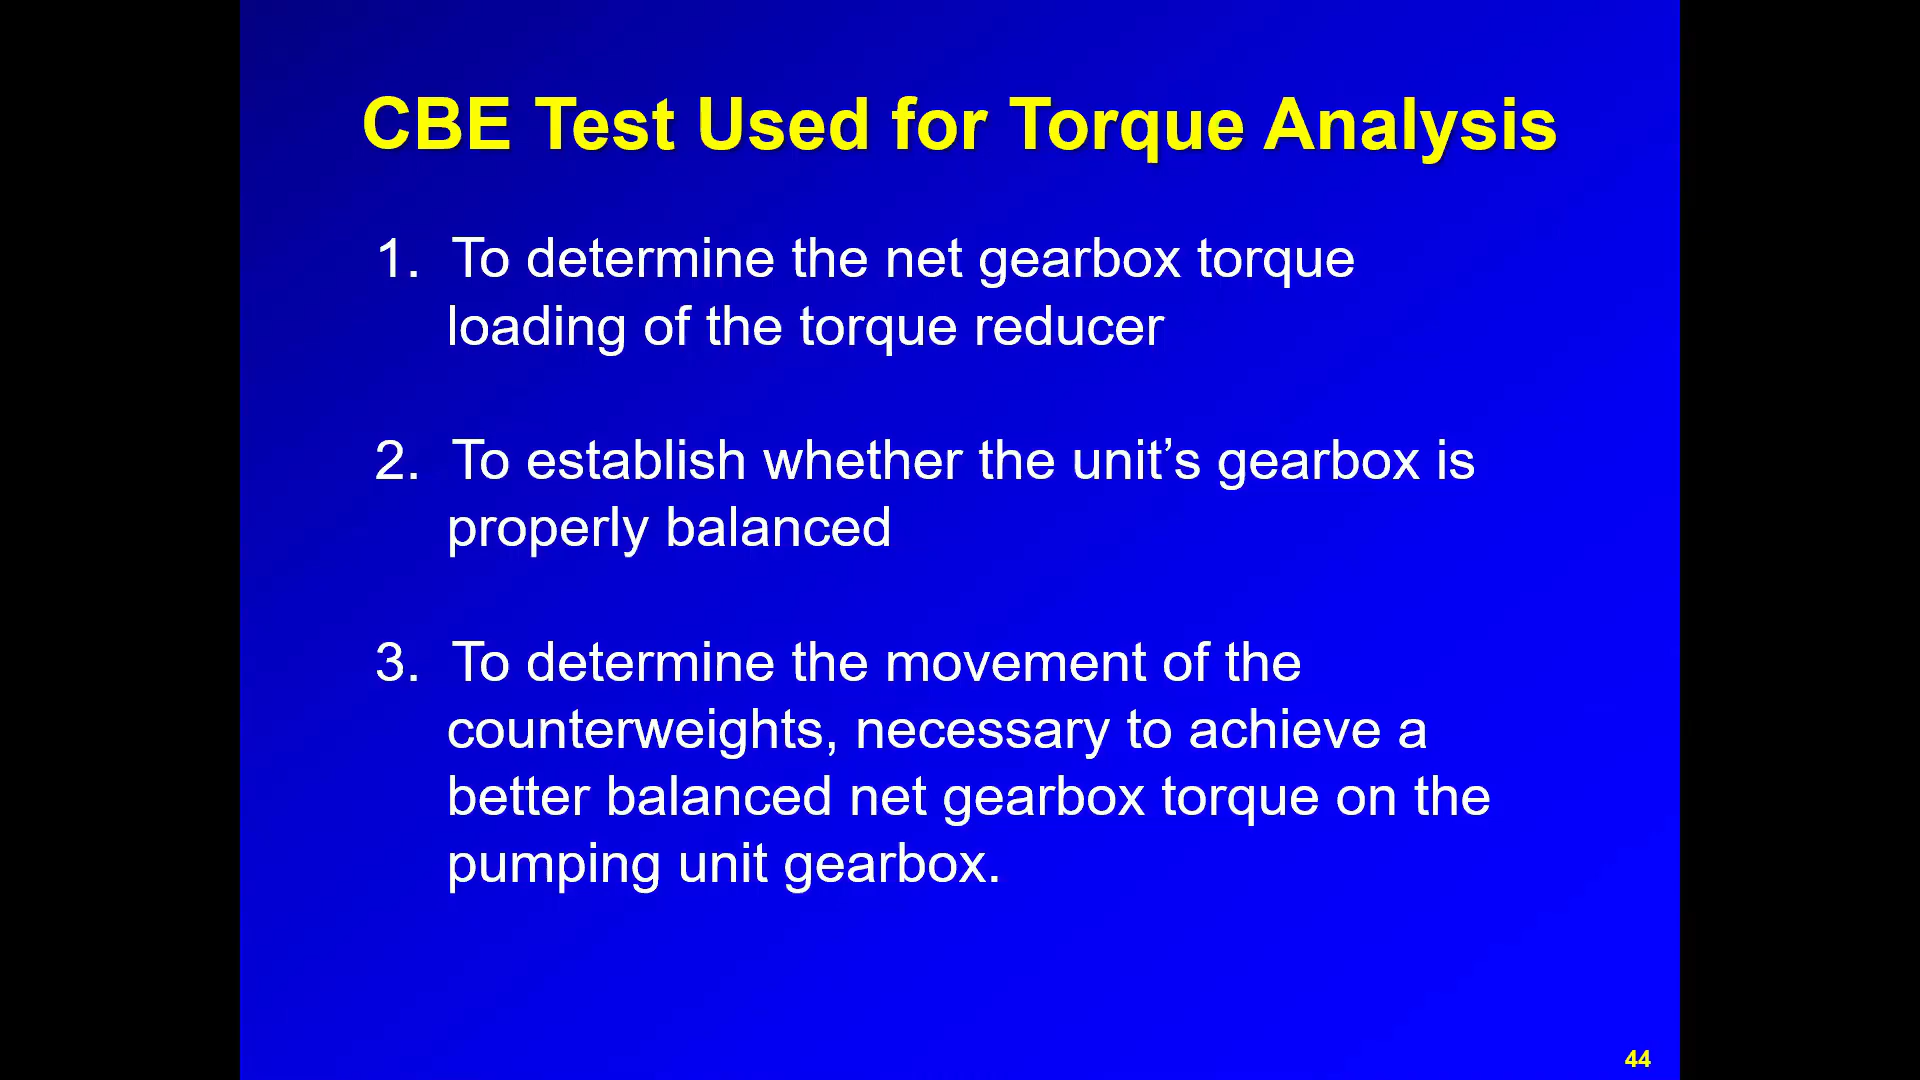 CBE Test Used for Torque Analysis
1. To determine the net gearbox torque
loading of the torque reducer
2. To establish whether the unit’s gearbox is
properly balanced
3. To determine the movement of the
counterweights, necessary to achieve a
better balanced net gearbox torque on the
pumping unit gearbox.
44